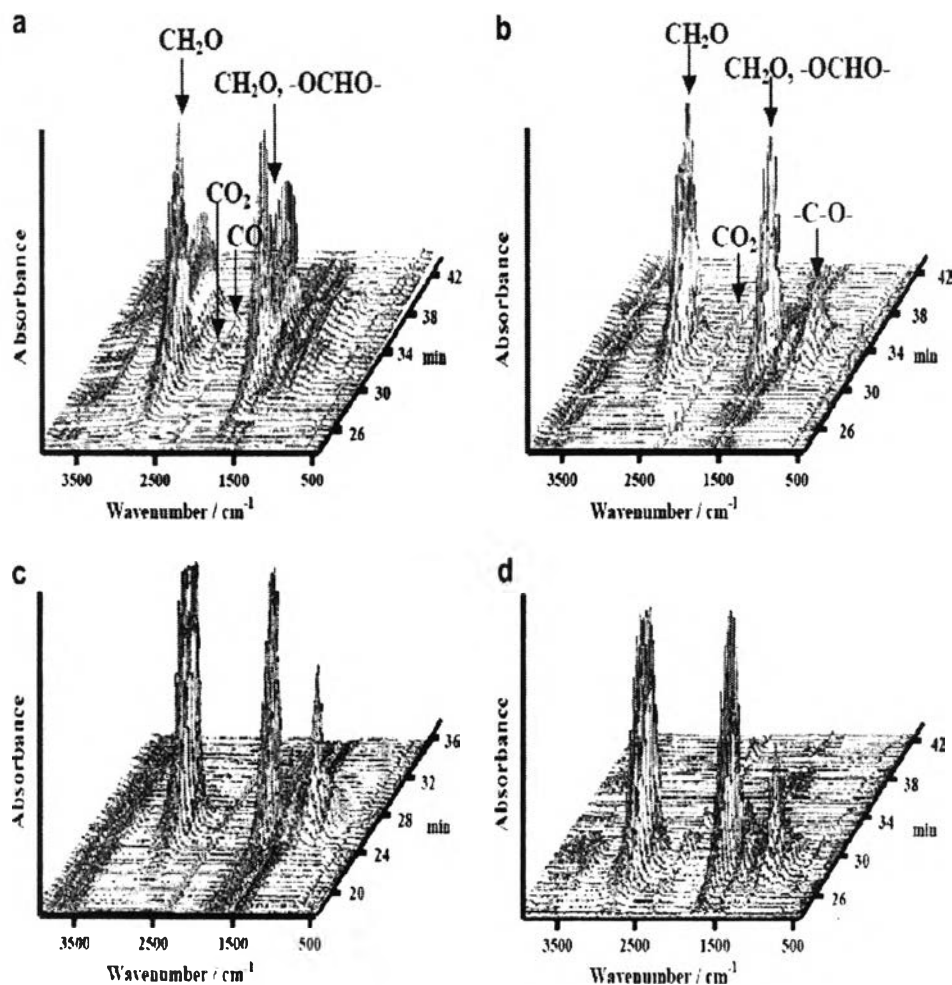 a
CH₂O
CH₂O, -OCHO-
CO₂
CO
Absorbance
42
38
34
min
30
26
3500
2500
1500
500
Wavenumber / cm⁻¹
b
CH₂O
CH₂O, -OCHO-
CO₂
-C-O-
Absorbance
42
38
34
min
30
26
3500
2500
1500
500
Wavenumber / cm⁻¹
c
Absorbance
36
32
28
min
24
20
3500
2500
1500
500
Wavenumber / cm⁻¹
d
Absorbance
42
38
34
min
30
26
3500
2500
1500
500
Wavenumber / cm⁻¹